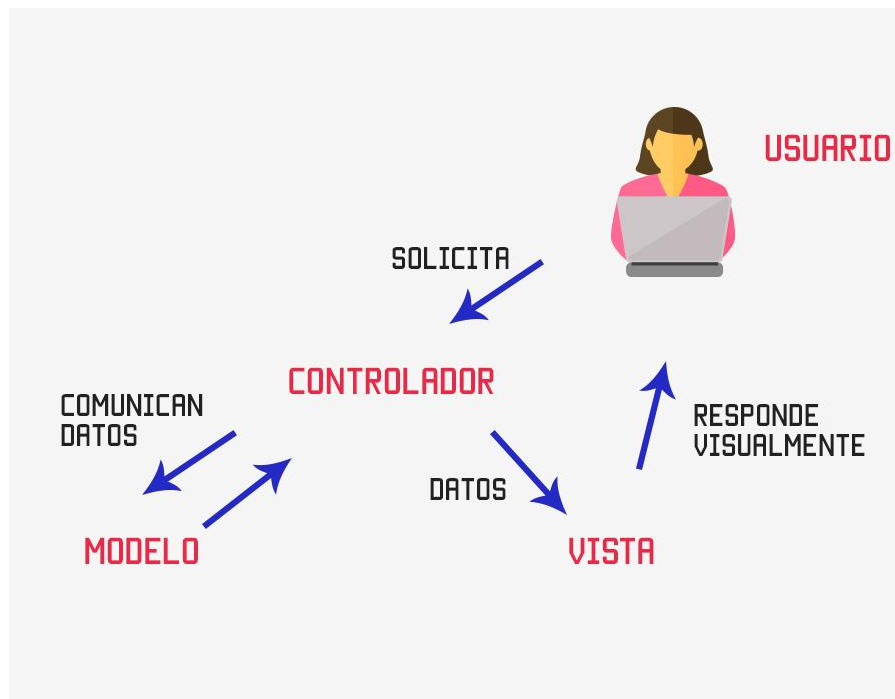 USUARIO
SOLICITA
CONTROLADOR
COMUNICAN
DATOS
RESPONDE
VISUALMENTE
DATOS
MODELO
VISTA